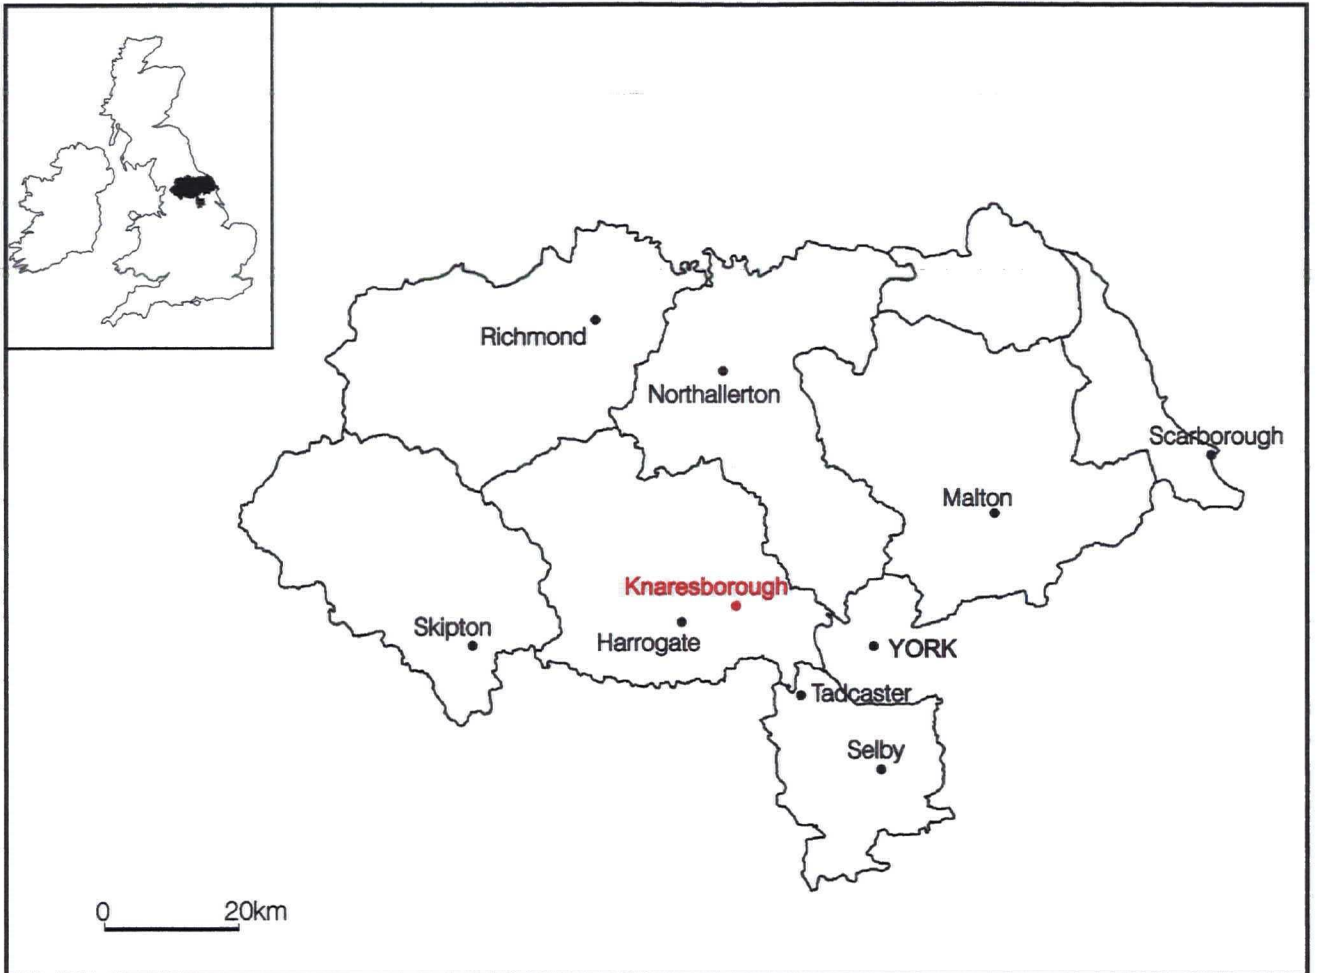 Richmond
Northallerton
Scarborough
Malton
Knaresborough
Skipton
Harrogate
YORK
Tadcaster
Selby
0 20km